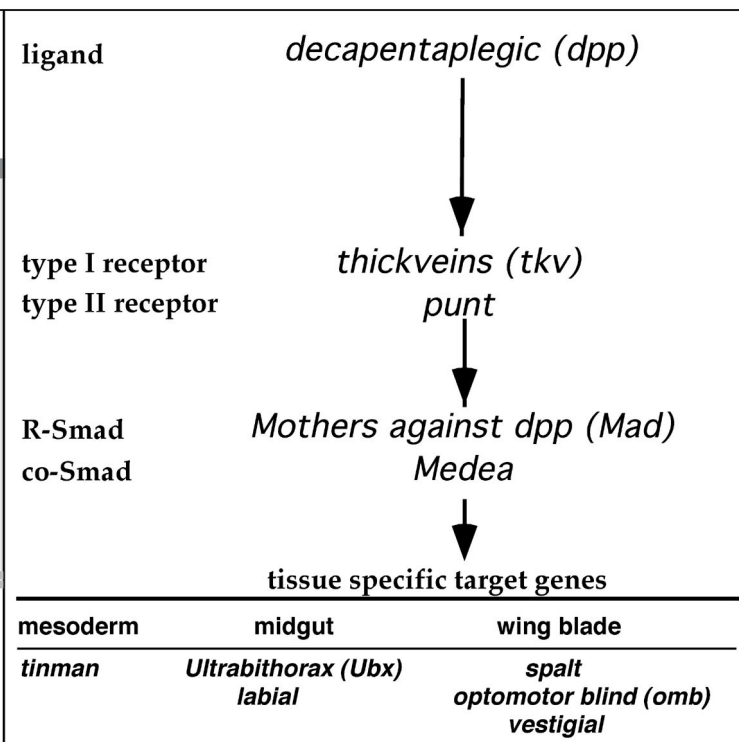 ligand decapentaplegic (dpp)
type I receptor thickveins (tkv)
type II receptor punt
R-Smad Mothers against dpp (Mad)
co-Smad Medea
tissue specific target genes
mesoderm midgut wing blade
tinman Ultrabithorax (Ubx) spalt
labial optomotor blind (omb)
vestigial